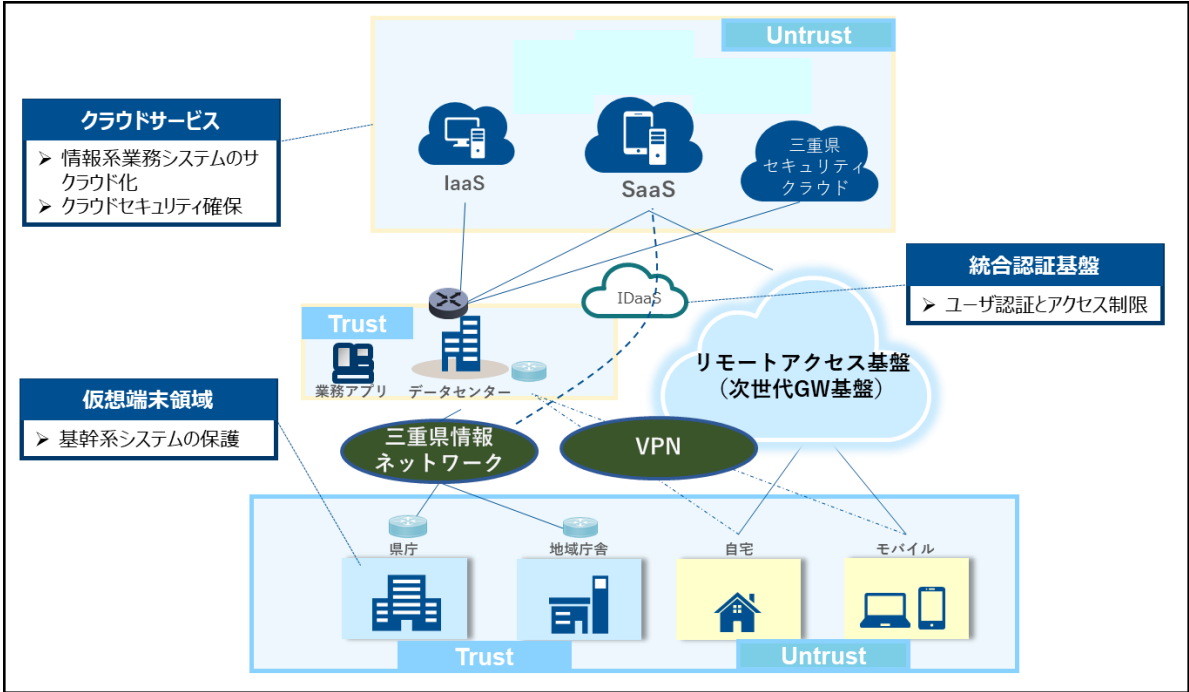 Untrust
クラウドサービス
➢ 情報系業務システムのサ
クラウド化
➢ クラウドセキュリティ確保
IaaS
SaaS
三重県
セキュリティ
クラウド
統合認証基盤
➢ ユーザ認証とアクセス制限
IDaaS
Trust
業務アプリ
データセンター
リモートアクセス基盤
（次世代GW基盤）
仮想端末領域
➢ 基幹系システムの保護
三重県情報
ネットワーク
VPN
県庁
地域庁舎
自宅
モバイル
Trust
Untrust